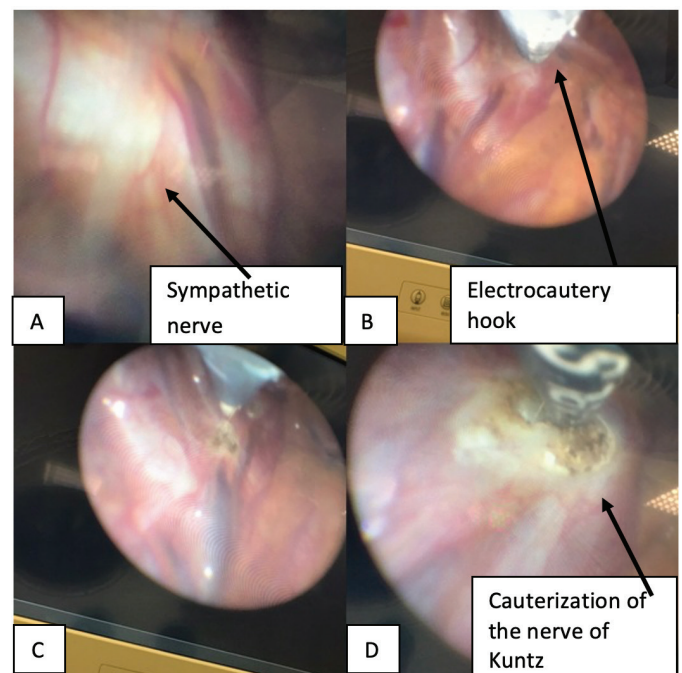 Sympathetic
nerve
A
Electrocautery
hook
B
C
Cauterization of
the nerve of
Kuntz
D